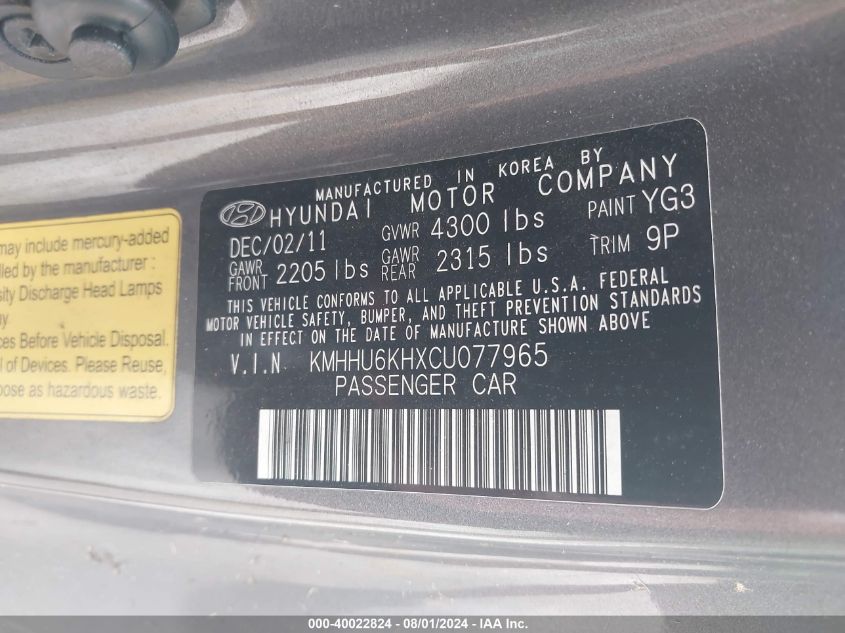 may include mercury-added
lled by the manufacturer :
sity Discharge Head Lamps
ay
ces Before Vehicle Disposal.
l of Devices. Please Reuse,
pose as hazardous waste.
MANUFACTURED IN KOREA BY
HYUNDAI MOTOR COMPANY
DEC/02/11 GVWR 4300 lbs PAINT YG3
GAWR FRONT 2205 lbs GAWR REAR 2315 lbs TRIM 9P
THIS VEHICLE CONFORMS TO ALL APPLICABLE U.S.A. FEDERAL
MOTOR VEHICLE SAFETY, BUMPER, AND THEFT PREVENTION STANDARDS
IN EFFECT ON THE DATE OF MANUFACTURE SHOWN ABOVE
V.I.N KMHHU6KHXCU077965
PASSENGER CAR
000-40022824 - 08/01/2024 - IAA Inc.